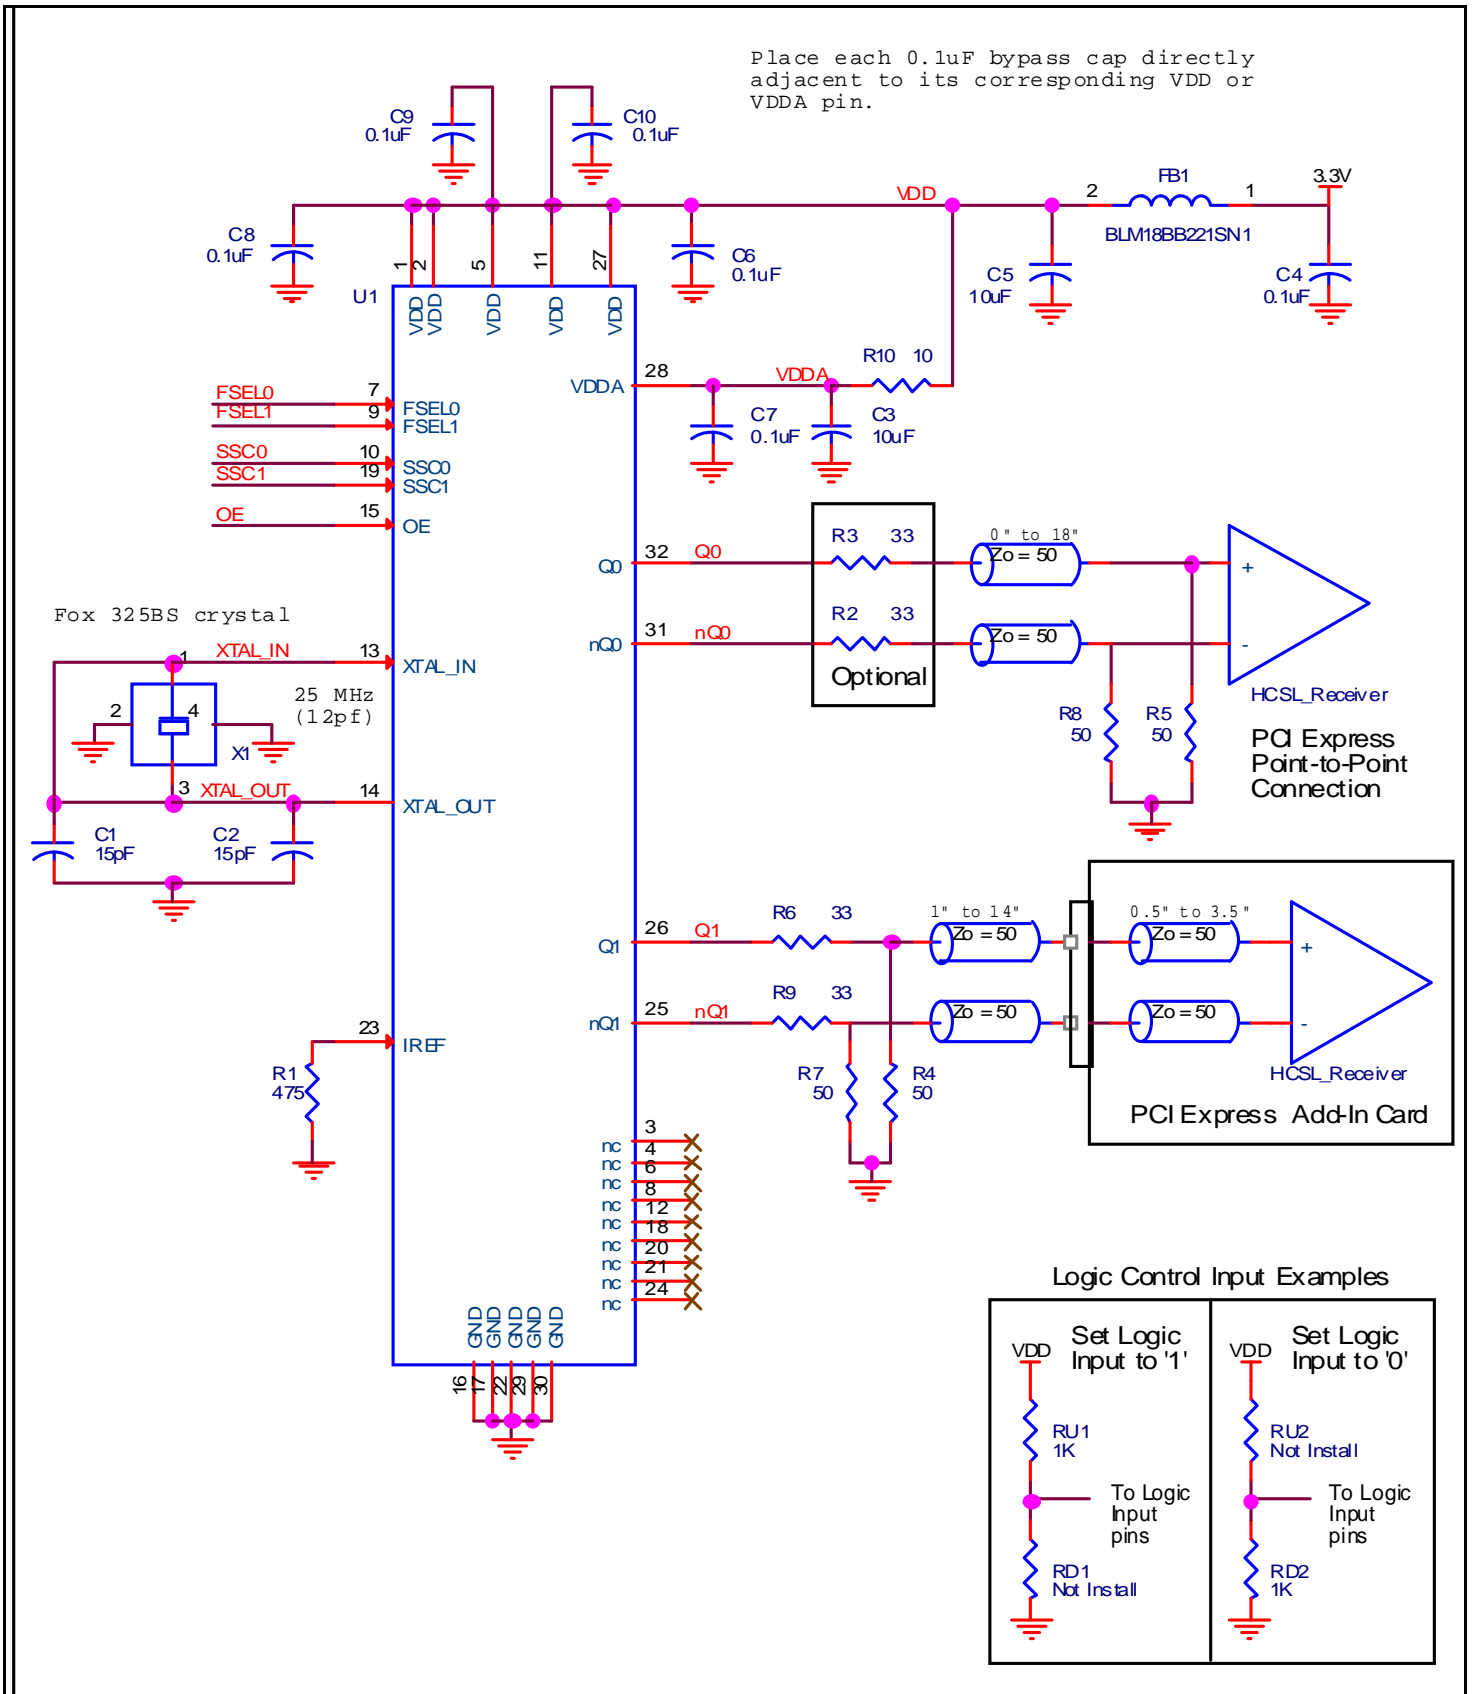 Place each 0.1uF bypass cap directly
adjacent to its corresponding VDD or
VDDA pin.
C9
0.1uF
C10
0.1uF
VDD
2
FB1
1
3.3V
BLM18BB221SN1
C8
0.1uF
C6
0.1uF
C5
10uF
C4
0.1uF
1
2
5
11
27
U1
VDD
VDD
VDD
VDD
VDD
R10 10
VDDA
28
VDDA
C7
0.1uF
C3
10uF
FSEL0
7
FSEL0
FSEL1
9
FSEL1
SSC0
10
SSC0
SSC1
19
SSC1
OE
15
OE
Q0
32
Q0
R3 33
0" to 18"
Zo = 50
+
nQ0
31
nQ0
R2 33
Zo = 50
-
Optional
HCSL_Receiver
R8
50
R5
50
PCI Express
Point-to-Point
Connection
Fox 325BS crystal
1
XTAL_IN
13
XTAL_IN
25 MHz
(12pf)
2
4
X1
3
XTAL_OUT
14
XTAL_OUT
C1
15pF
C2
15pF
Q1
26
Q1
R6 33
1" to 14"
Zo = 50
0.5" to 3.5"
Zo = 50
+
nQ1
25
nQ1
R9 33
Zo = 50
Zo = 50
-
HCSL_Receiver
PCI Express Add-In Card
R7
50
R4
50
23
IREF
R1
475
nc
3
nc
4
nc
6
nc
8
nc
12
nc
18
nc
20
nc
21
nc
24
GND
GND
GND
GND
GND
16
17
22
29
30
Logic Control Input Examples
VDD
Set Logic
Input to '1'
RU1
1K
To Logic
Input
pins
RD1
Not Install
VDD
Set Logic
Input to '0'
RU2
Not Install
To Logic
Input
pins
RD2
1K